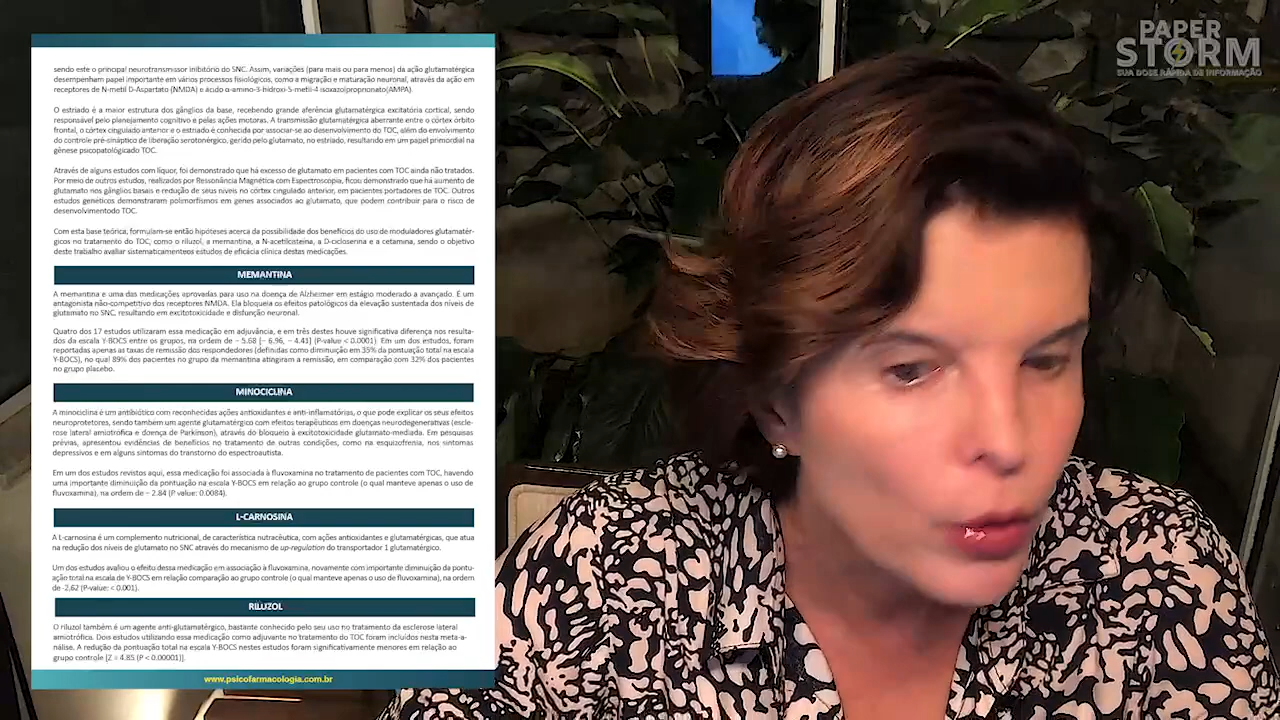 sendo este o principal neurotransmissor inibitório do SNC. Assim, variações (para mais ou para menos) da ação glutamatérgica
desempenham papel importante em vários processos fisiológicos, como a migração e maturação neuronal, através da ação em
receptores de N-metil D-Aspartato (NMDA) e ácido α-amino-3-hidroxi-5-metil-4 isoxazolproprionato(AMPA).
O estriado é a maior estrutura dos gânglios da base, recebendo grande aferência glutamatérgica excitatória cortical, sendo
responsável pelo planejamento cognitivo e pelas ações motoras. A transmissão glutamatérgica aberrante entre o córtex órbito
frontal, o córtex cingulado anterior e o estriado é conhecida por associar-se ao desenvolvimento do TOC, além do envolvimento
do controle pré-sináptico de liberação serotonérgico, gerido pelo glutamato, no estriado, resultando em um papel primordial na
gênese psicopatológicado TOC.
Através de alguns estudos com líquor, foi demonstrado que há excesso de glutamato em pacientes com TOC ainda não tratados.
Por meio de outros estudos, realizados por Ressonância Magnética com Espectroscopia, ficou demonstrado que há aumento de
glutamato nos gânglios basais e redução de seus níveis no córtex cingulado anterior, em pacientes portadores de TOC. Outros
estudos genéticos demonstraram polimorfismos em genes associados ao glutamato, que podem contribuir para o risco de
desenvolvimentodo TOC.
Com esta base teórica, formulam-se então hipóteses acerca da possibilidade dos benefícios do uso de moduladores glutamatér-
gicos no tratamento do TOC, como o riluzol, a memantina, a N-acetilcisteína, a D-cicloserina e a cetamina, sendo o objetivo
deste trabalho avaliar sistematicamenteos estudos de eficácia clínica destas medicações.
MEMANTINA
A memantina e uma das medicações aprovadas para uso na doença de Alzheimer em estágio moderado a avançado. É um
antagonista não-competitivo dos receptores NMDA. Ela bloqueia os efeitos patológicos da elevação sustentada dos níveis de
glutamato no SNC, resultando em excitotoxicidade e disfunção neuronal.
Quatro dos 17 estudos utilizaram essa medicação em adjuvância, e em três destes houve significativa diferença nos resulta-
dos da escala Y-BOCS entre os grupos, na ordem de − 5.68 [− 6.96, − 4.41] (P-value < 0.0001). Em um dos estudos, foram
reportadas apenas as taxas de remissão dos respondedores (definidas como diminuição em 35% da pontuação total na escala
Y-BOCS), no qual 89% dos pacientes no grupo da memantina atingiram a remissão, em comparação com 32% dos pacientes
no grupo placebo.
MINOCICLINA
A minociclina é um antibiótico com reconhecidas ações antioxidantes e anti-inflamatórias, o que pode explicar os seus efeitos
neuroprotetores, sendo também um agente glutamatérgico com efeitos terapêuticos em doenças neurodegenerativas (escle-
rose lateral amiotrófica e doença de Parkinson), através do bloqueio à excitotoxicidade glutamato-mediada. Em pesquisas
prévias, apresentou evidências de benefícios no tratamento de outras condições, como na esquizofrenia, nos sintomas
depressivos e em alguns sintomas do transtorno do espectroautista.
Em um dos estudos revistos aqui, essa medicação foi associada à fluvoxamina no tratamento de pacientes com TOC, havendo
uma importante diminuição da pontuação na escala Y-BOCS em relação ao grupo controle (o qual manteve apenas o uso de
fluvoxamina), na ordem de − 2.84 (P value: 0.0084).
L-CARNOSINA
A L-carnosina é um complemento nutricional, de característica nutracêutica, com ações antioxidantes e glutamatérgicas, que atua
na redução dos níveis de glutamato no SNC através do mecanismo de up-regulation do transportador 1 glutamatérgico.
Um dos estudos avaliou o efeito dessa medicação em associação à fluvoxamina, novamente com importante diminuição da pontu-
ação total na escala de Y-BOCS em relação comparação ao grupo controle (o qual manteve apenas o uso de fluvoxamina), na ordem
de -2.62 (P-value: < 0.001).
RILUZOL
O riluzol também é um agente anti-glutamatérgico, bastante conhecido pelo seu uso no tratamento da esclerose lateral
amiotrófica. Dois estudos utilizando essa medicação como adjuvante no tratamento do TOC foram incluídos nesta meta-a-
nálise. A redução da pontuação total na escala Y-BOCS nestes estudos foram significativamente menores em relação ao
grupo controle [Z = 4.85 (P < 0.00001)].
www.psicofarmacologia.com.br
PAPER
STORM
SUA DOSE RÁPIDA DE INFORMAÇÃO